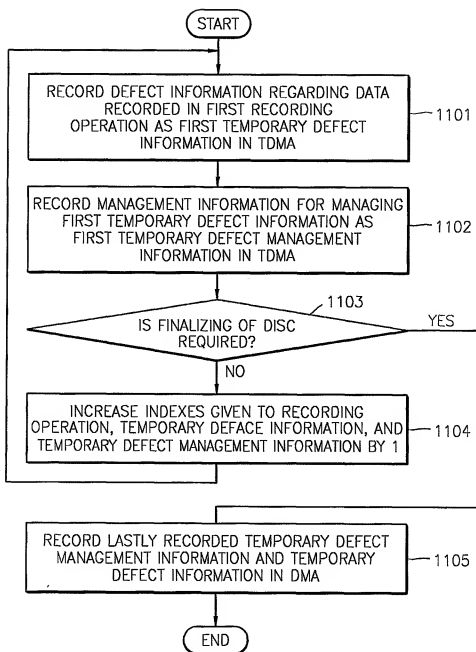 START
RECORD DEFECT INFORMATION REGARDING DATA
RECORDED IN FIRST RECORDING
OPERATION AS FIRST TEMPORARY DEFECT
INFORMATION IN TDMA
1101
RECORD MANAGEMENT INFORMATION FOR MANAGING
FIRST TEMPORARY DEFECT INFORMATION AS
FIRST TEMPORARY DEFECT MANAGEMENT
INFORMATION IN TDMA
1102
1103
IS FINALIZING OF DISC
REQUIRED?
YES
NO
INCREASE INDEXES GIVEN TO RECORDING
OPERATION, TEMPORARY DEFACE INFORMATION, AND
TEMPORARY DEFECT MANAGEMENT INFORMATION BY 1
1104
RECORD LASTLY RECORDED TEMPORARY DEFECT
MANAGEMENT INFORMATION AND TEMPORARY
DEFECT INFORMATION IN DMA
1105
END